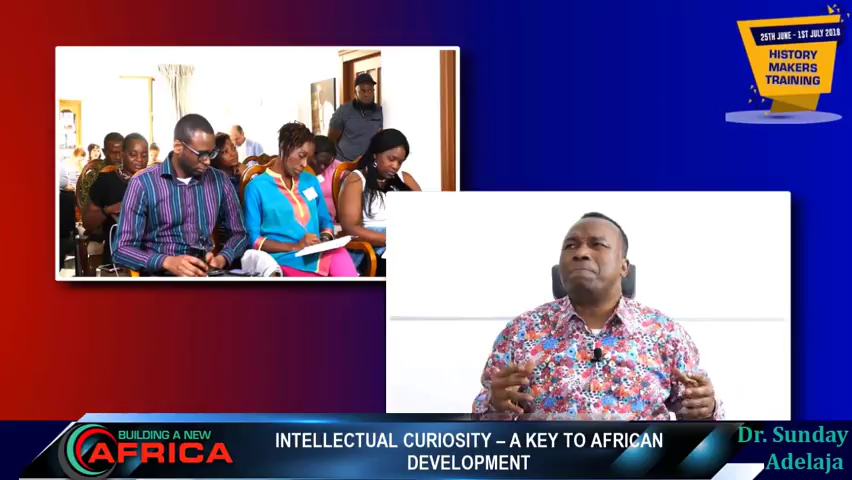 25TH JUNE - 1ST JULY 2018
HISTORY
MAKERS
TRAINING
BUILDING A NEW
AFRICA
INTELLECTUAL CURIOSITY – A KEY TO AFRICAN
DEVELOPMENT
Dr. Sunday
Adelaja